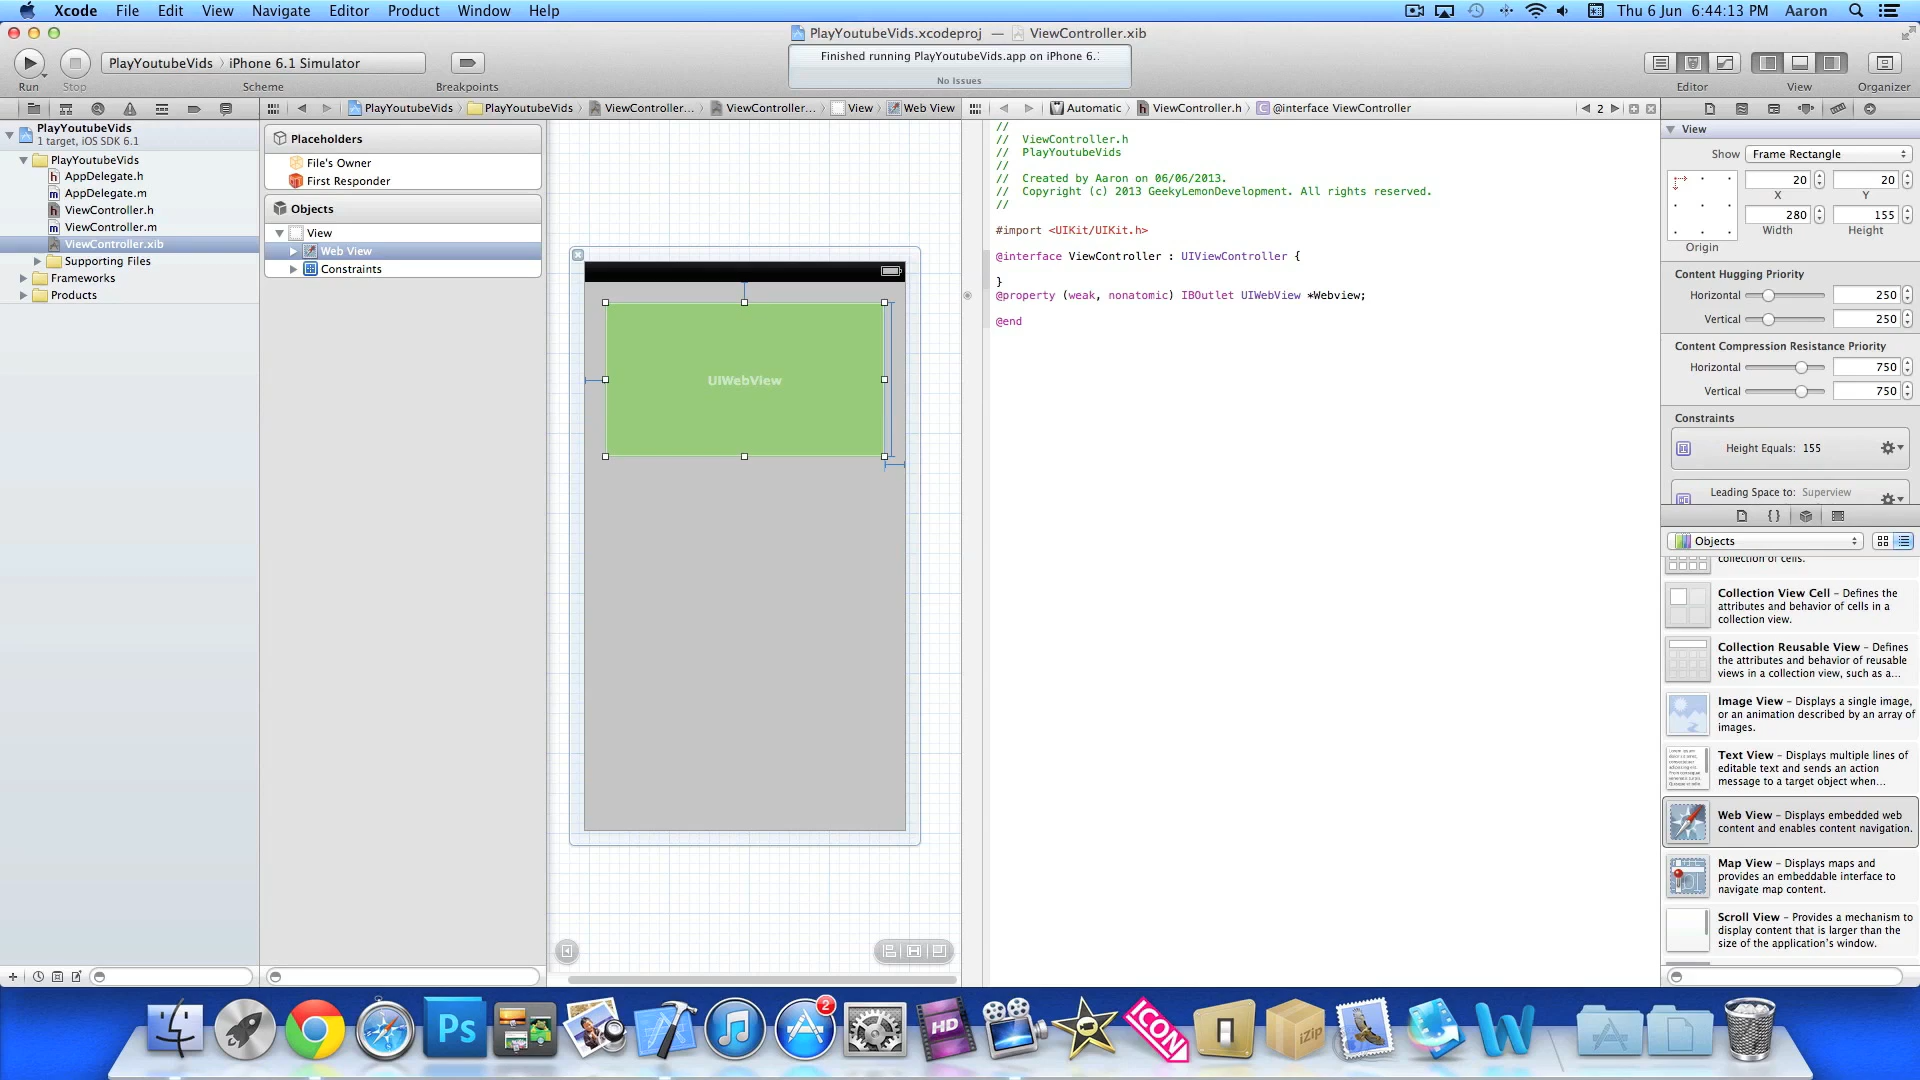 Xcode File Edit View Navigate Editor Product Window Help
Thu 6 Jun 6:44:13 PM Aaron
PlayYoutubeVids.xcodeproj — ViewController.xib
PlayYoutubeVids › iPhone 6.1 Simulator
Finished running PlayYoutubeVids.app on iPhone 6.
No Issues
Run Stop Scheme Breakpoints Editor View Organizer
PlayYoutubeVids PlayYoutubeVids ViewController... ViewController... View Web View
Automatic ViewController.h @interface ViewController 2
PlayYoutubeVids
1 target, iOS SDK 6.1
PlayYoutubeVids
AppDelegate.h
AppDelegate.m
ViewController.h
ViewController.m
ViewController.xib
Supporting Files
Frameworks
Products
Placeholders
File's Owner
First Responder
Objects
View
Web View
Constraints
UIWebView
//
// ViewController.h
// PlayYoutubeVids
//
// Created by Aaron on 06/06/2013.
// Copyright (c) 2013 GeekyLemonDevelopment. All rights reserved.
//
#import <UIKit/UIKit.h>
@interface ViewController : UIViewController {
}
@property (weak, nonatomic) IBOutlet UIWebView *Webview;
@end
View
Show Frame Rectangle
20 20
X Y
280 155
Width Height
Origin
Content Hugging Priority
Horizontal 250
Vertical 250
Content Compression Resistance Priority
Horizontal 750
Vertical 750
Constraints
Height Equals: 155
Leading Space to: Superview
Objects
collection of cells.
Collection View Cell – Defines the
attributes and behavior of cells in a
collection view.
Collection Reusable View – Defines
the attributes and behavior of reusable
views in a collection view, such as a...
Image View – Displays a single image,
or an animation described by an array of
images.
Text View – Displays multiple lines of
editable text and sends an action
message to a target object when...
Web View – Displays embedded web
content and enables content navigation.
Map View – Displays maps and
provides an embeddable interface to
navigate map content.
Scroll View – Provides a mechanism to
display content that is larger than the
size of the application's window.
Ps
2
HD
ICON
iZip
W